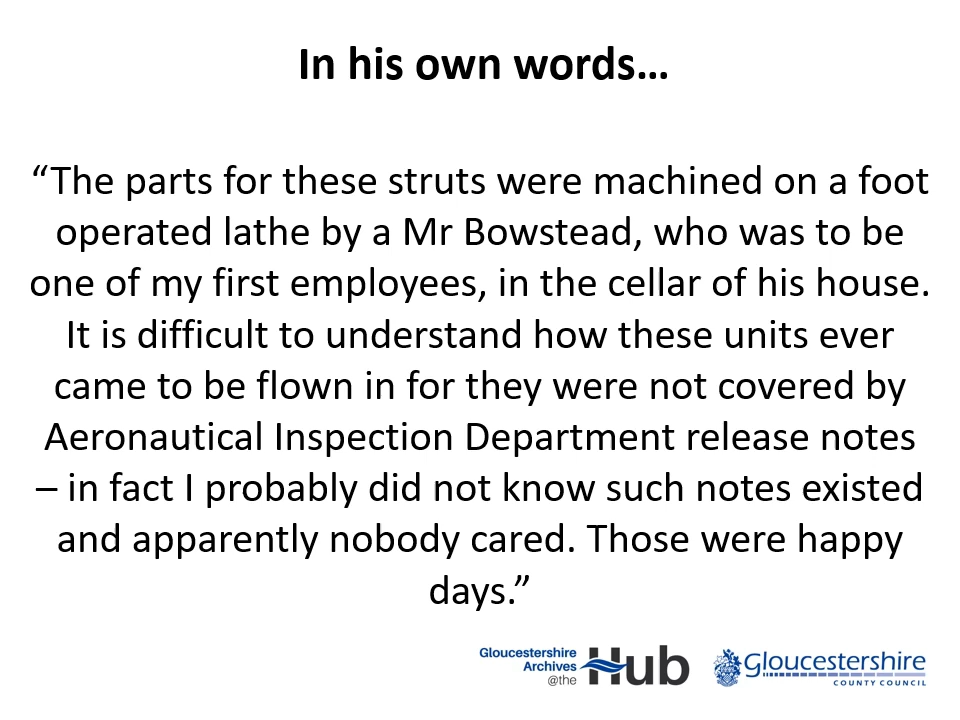 In his own words…
“The parts for these struts were machined on a foot
operated lathe by a Mr Bowstead, who was to be
one of my first employees, in the cellar of his house.
It is difficult to understand how these units ever
came to be flown in for they were not covered by
Aeronautical Inspection Department release notes
– in fact I probably did not know such notes existed
and apparently nobody cared. Those were happy
days.”
Gloucestershire
Archives
@the
Hub
Gloucestershire
COUNTY COUNCIL